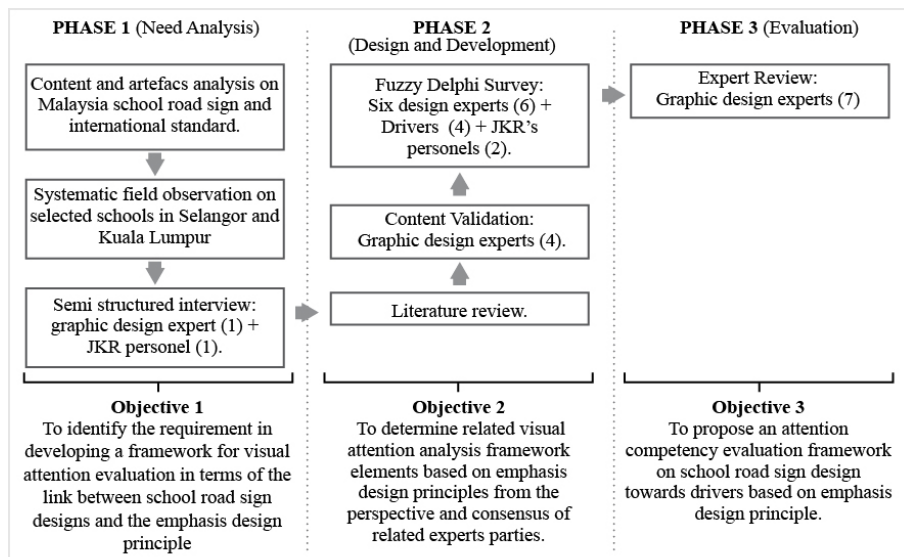 PHASE 1 (Need Analysis)
Content and artefacs analysis on
Malaysia school road sign and
international standard.
Systematic field observation on
selected schools in Selangor and
Kuala Lumpur
Semi structured interview:
graphic design expert (1) +
JKR personel (1).
Objective 1
To identify the requirement in
developing a framework for visual
attention evaluation in terms of the
link between school road sign
designs and the emphasis design
principle
PHASE 2
(Design and Development)
Fuzzy Delphi Survey:
Six design experts (6) +
Drivers (4) + JKR's
personels (2).
Content Validation:
Graphic design experts (4).
Literature review.
Objective 2
To determine related visual
attention analysis framework
elements based on emphasis
design principles from the
perspective and consensus of
related experts parties.
PHASE 3 (Evaluation)
Expert Review:
Graphic design experts (7)
Objective 3
To propose an attention
competency evaluation framework
on school road sign design
towards drivers based on emphasis
design principle.